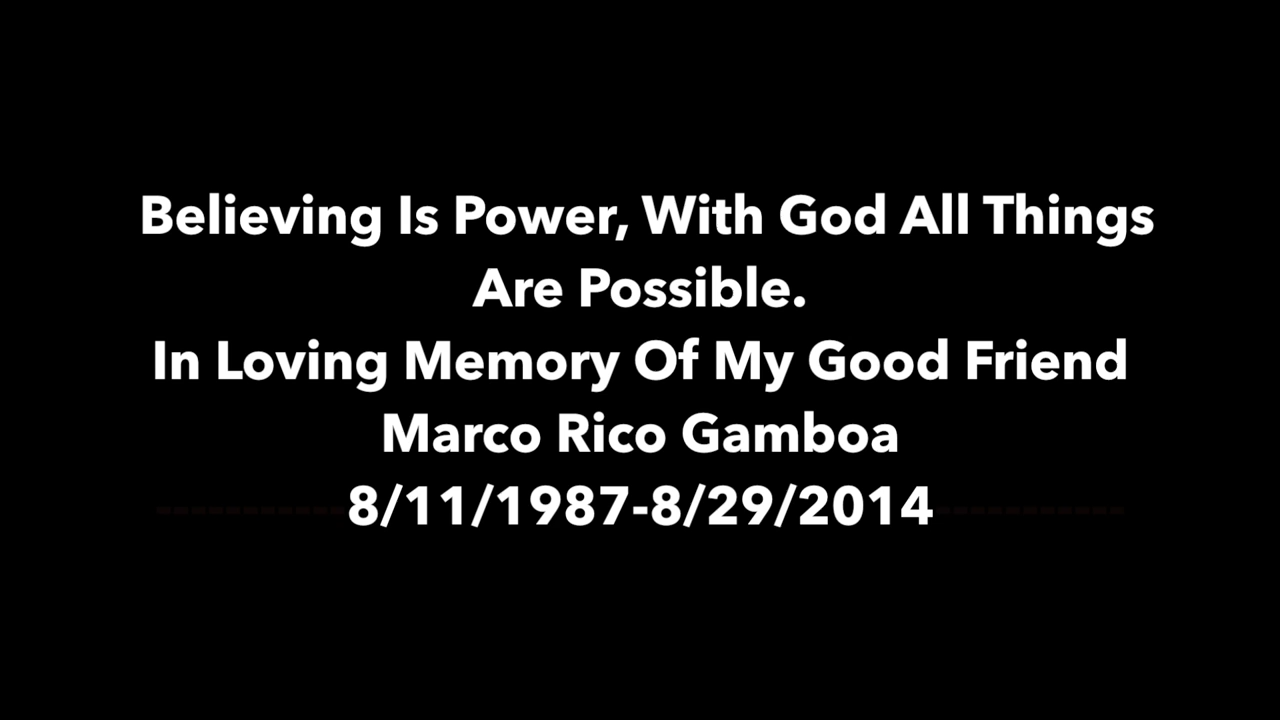 Believing Is Power, With God All Things
Are Possible.
In Loving Memory Of My Good Friend
Marco Rico Gamboa
8/11/1987-8/29/2014